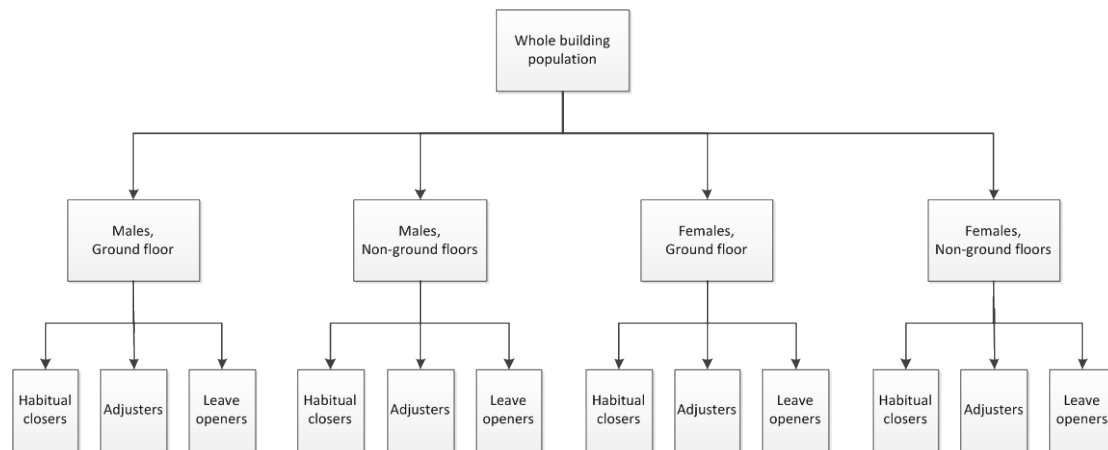 Whole building
population
Males,
Ground floor
Males,
Non-ground floors
Females,
Ground floor
Females,
Non-ground floors
Habitual
closers
Adjusters
Leave
openers
Habitual
closers
Adjusters
Leave
openers
Habitual
closers
Adjusters
Leave
openers
Habitual
closers
Adjusters
Leave
openers